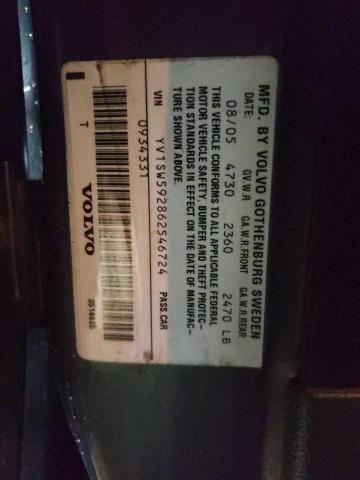 MFD. BY VOLVO GOTHENBURG SWEDEN
DATE: G.V.W.R G.A.W.R.FRONT G.A.W.R.REAR
08/05 4730 2360 2470 LB
THIS VEHICLE CONFORMS TO ALL APPLICABLE FEDERAL
MOTOR VEHICLE SAFETY, BUMPER AND THEFT PROTEC-
TION STANDARDS IN EFFECT ON THE DATE OF MANUFAC-
TURE SHOWN ABOVE.
VIN YV1SW592862546724 PASS.CAR
0934331
T VOLVO 3514635